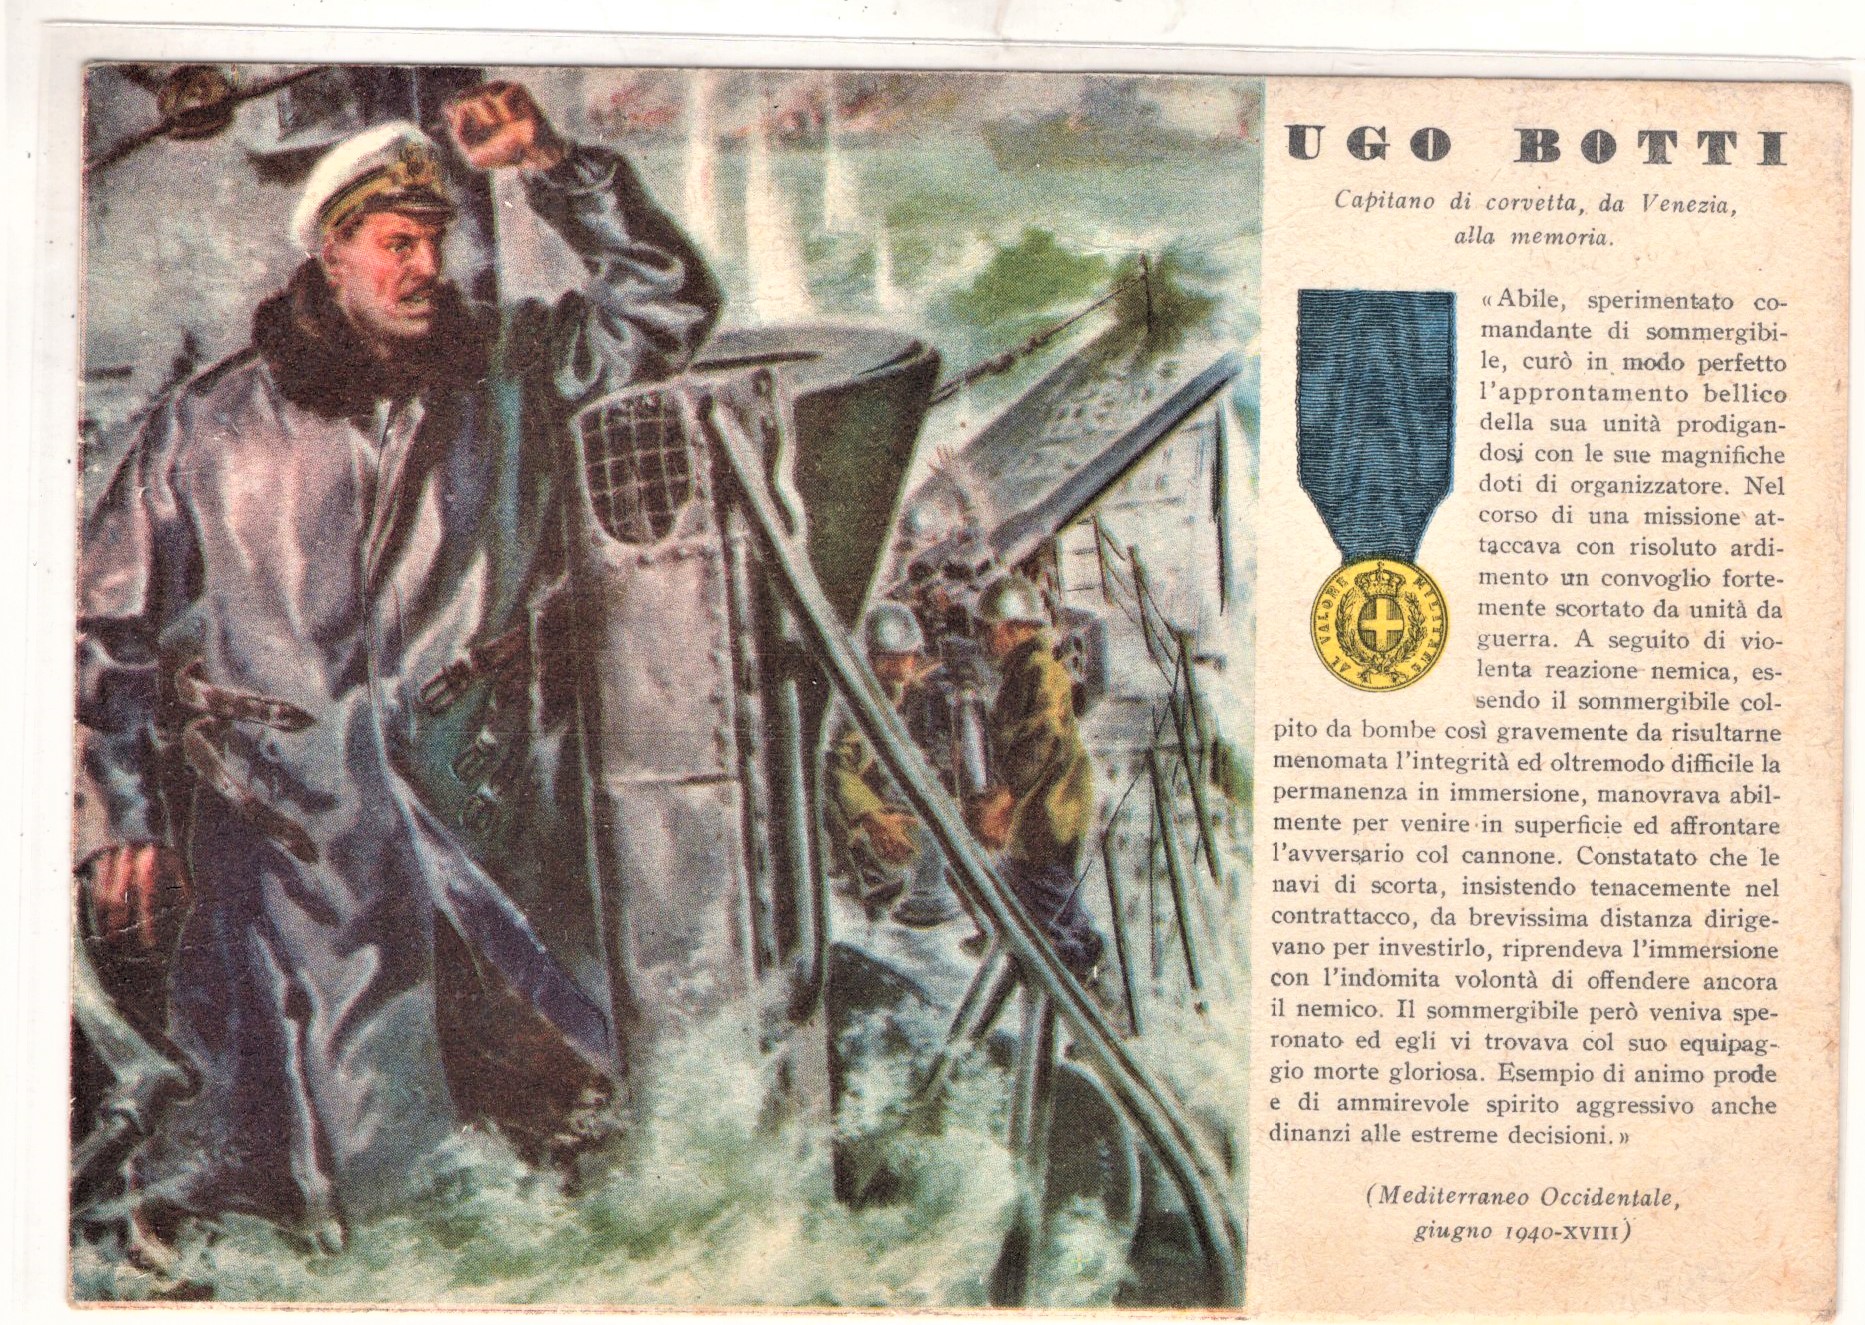 UGO BOTTI
Capitano di corvetta, da Venezia,
alla memoria.
« Abile, sperimentato co-
mandante di sommergibi-
le, curò in modo perfetto
l'approntamento bellico
della sua unità prodigan-
dosi con le sue magnifiche
doti di organizzatore. Nel
corso di una missione at-
taccava con risoluto ardi-
mento un convoglio forte-
mente scortato da unità da
guerra. A seguito di vio-
lenta reazione nemica, es-
sendo il sommergibile col-
pito da bombe così gravemente da risultarne
menomata l'integrità ed oltremodo difficile la
permanenza in immersione, manovrava abil-
mente per venire in superficie ed affrontare
l'avversario col cannone. Constatato che le
navi di scorta, insistendo tenacemente nel
contrattacco, da brevissima distanza dirige-
vano per investirlo, riprendeva l'immersione
con l'indomita volontà di offendere ancora
il nemico. Il sommergibile però veniva spe-
ronato ed egli vi trovava col suo equipag-
gio morte gloriosa. Esempio di animo prode
e di ammirevole spirito aggressivo anche
dinanzi alle estreme decisioni. »
(Mediterraneo Occidentale,
giugno 1940-XVIII)
AL VALORE MILITARE